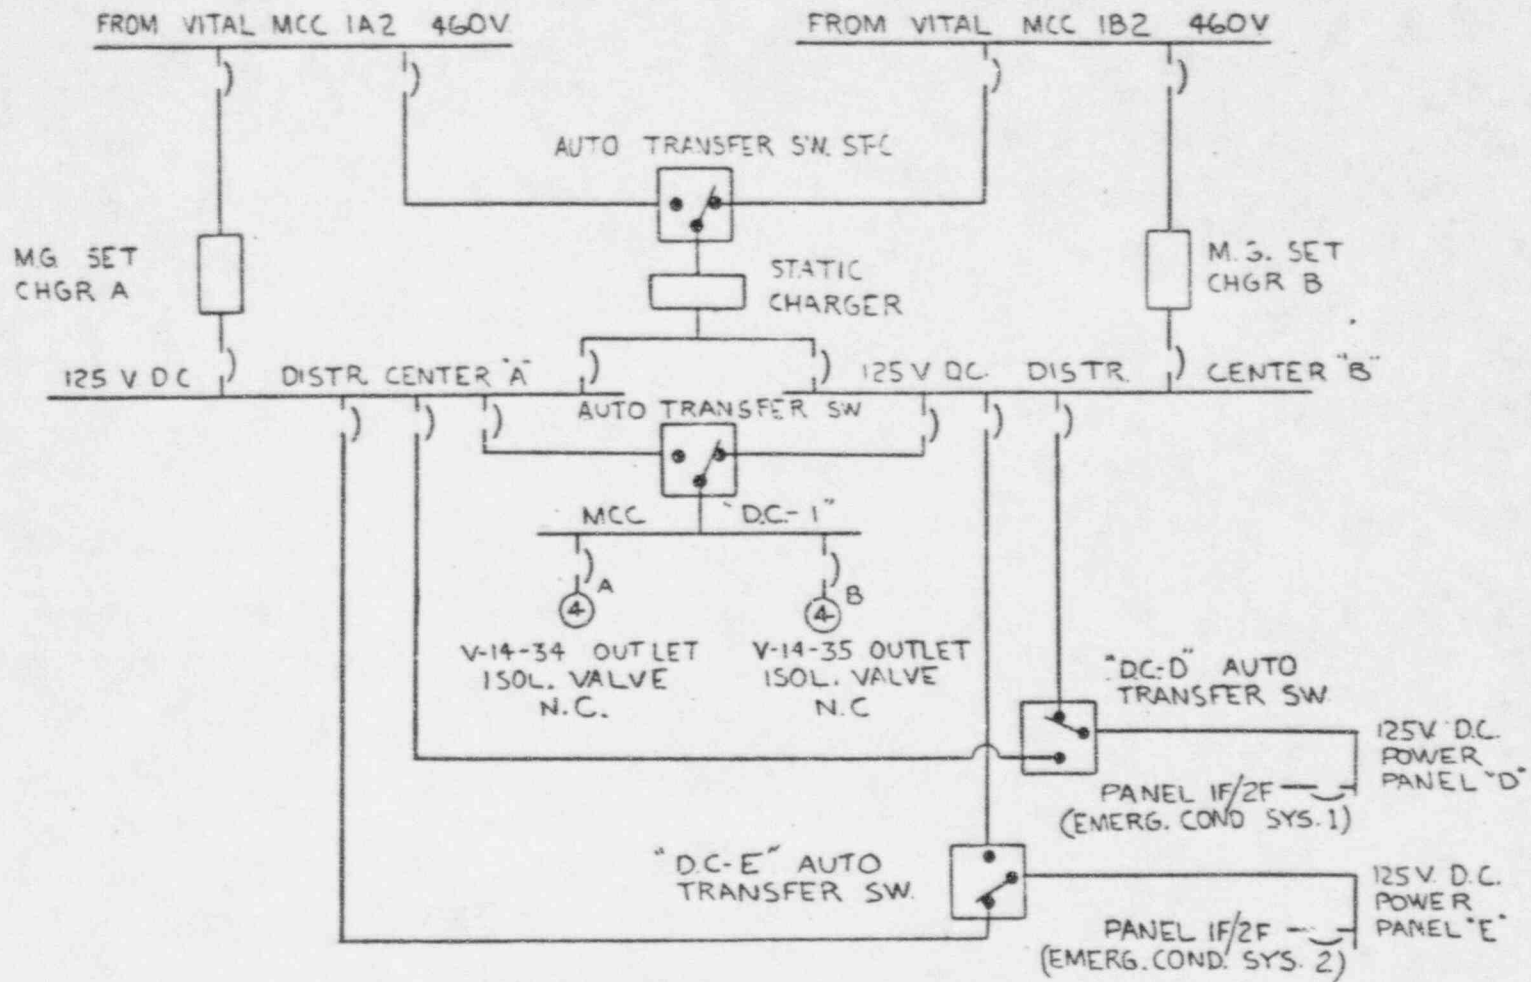 FROM VITAL MCC 1A2 460V
FROM VITAL MCC 1B2 460V
AUTO TRANSFER SW. ST-C
M.G. SET
CHGR A
STATIC
CHARGER
M.G. SET
CHGR B
125 V DC DISTR. CENTER "A"
125 V DC. DISTR. CENTER "B"
AUTO TRANSFER SW
MCC "D.C.-1"
A
4
B
4
V-14-34 OUTLET
ISOL. VALVE
N.C.
V-14-35 OUTLET
ISOL. VALVE
N.C
"D.C-D" AUTO
TRANSFER SW.
125V. D.C.
POWER
PANEL "D"
PANEL 1F/2F
(EMERG. COND SYS. 1)
"D.C-E" AUTO
TRANSFER SW.
125V. D.C.
POWER
PANEL "E"
PANEL 1F/2F
(EMERG. COND. SYS. 2)